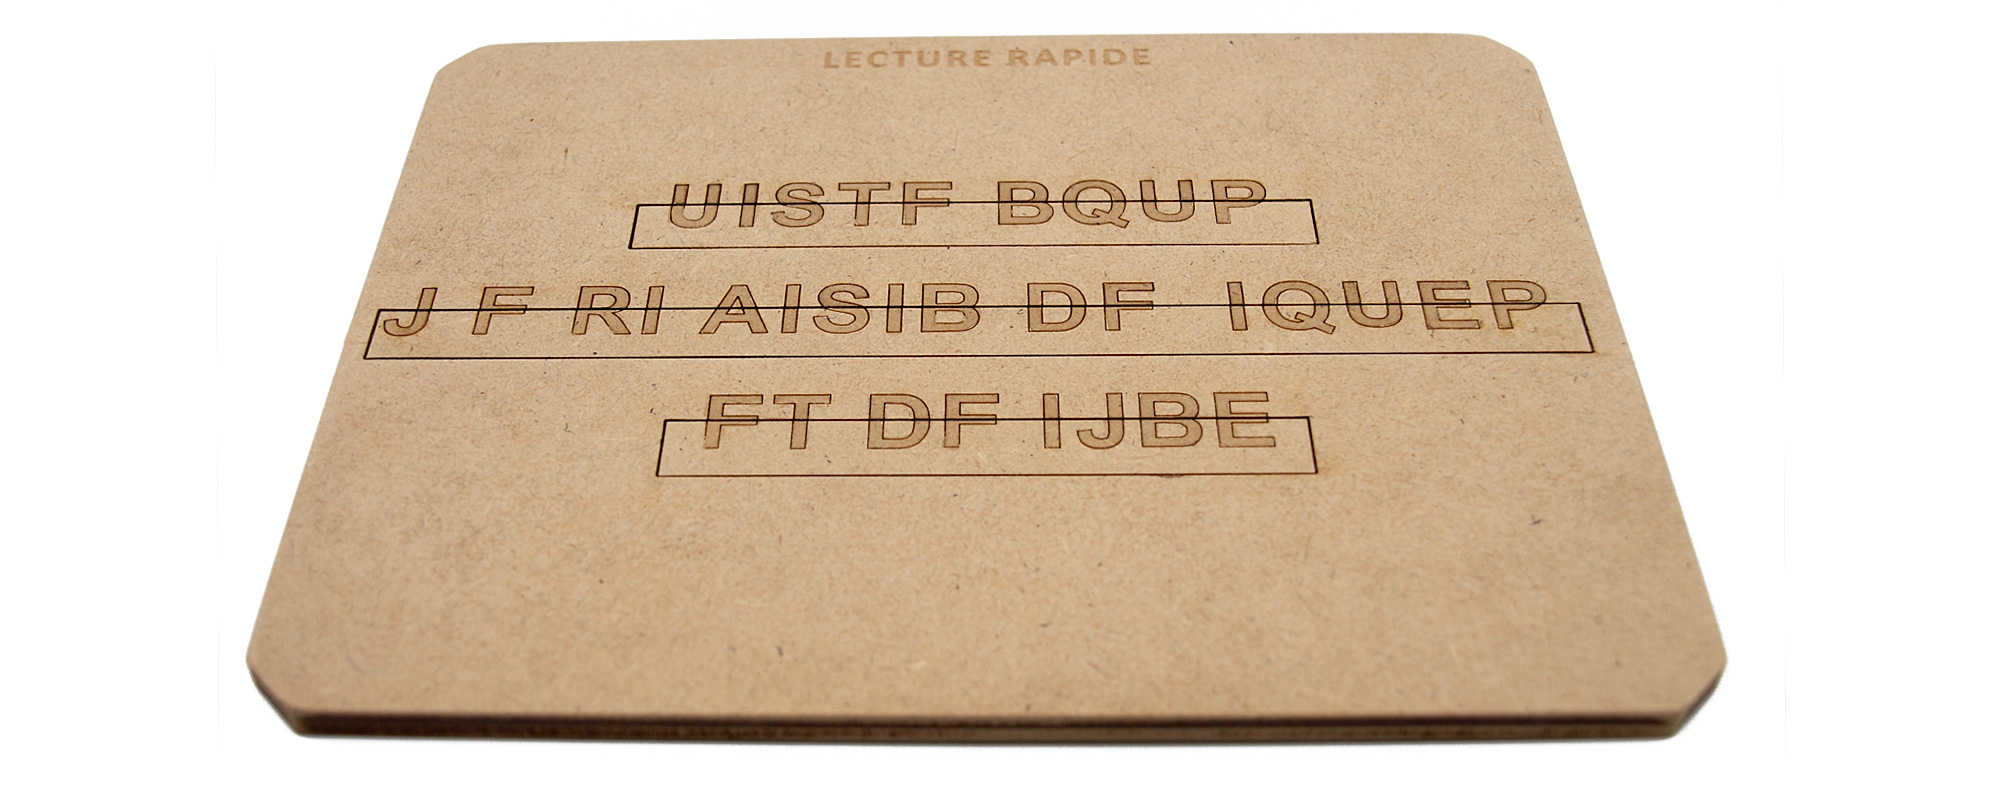 LECTURE RAPIDE
UISTF BQUP
J F RI AISIB DF IQUEP
FT DF IJBE